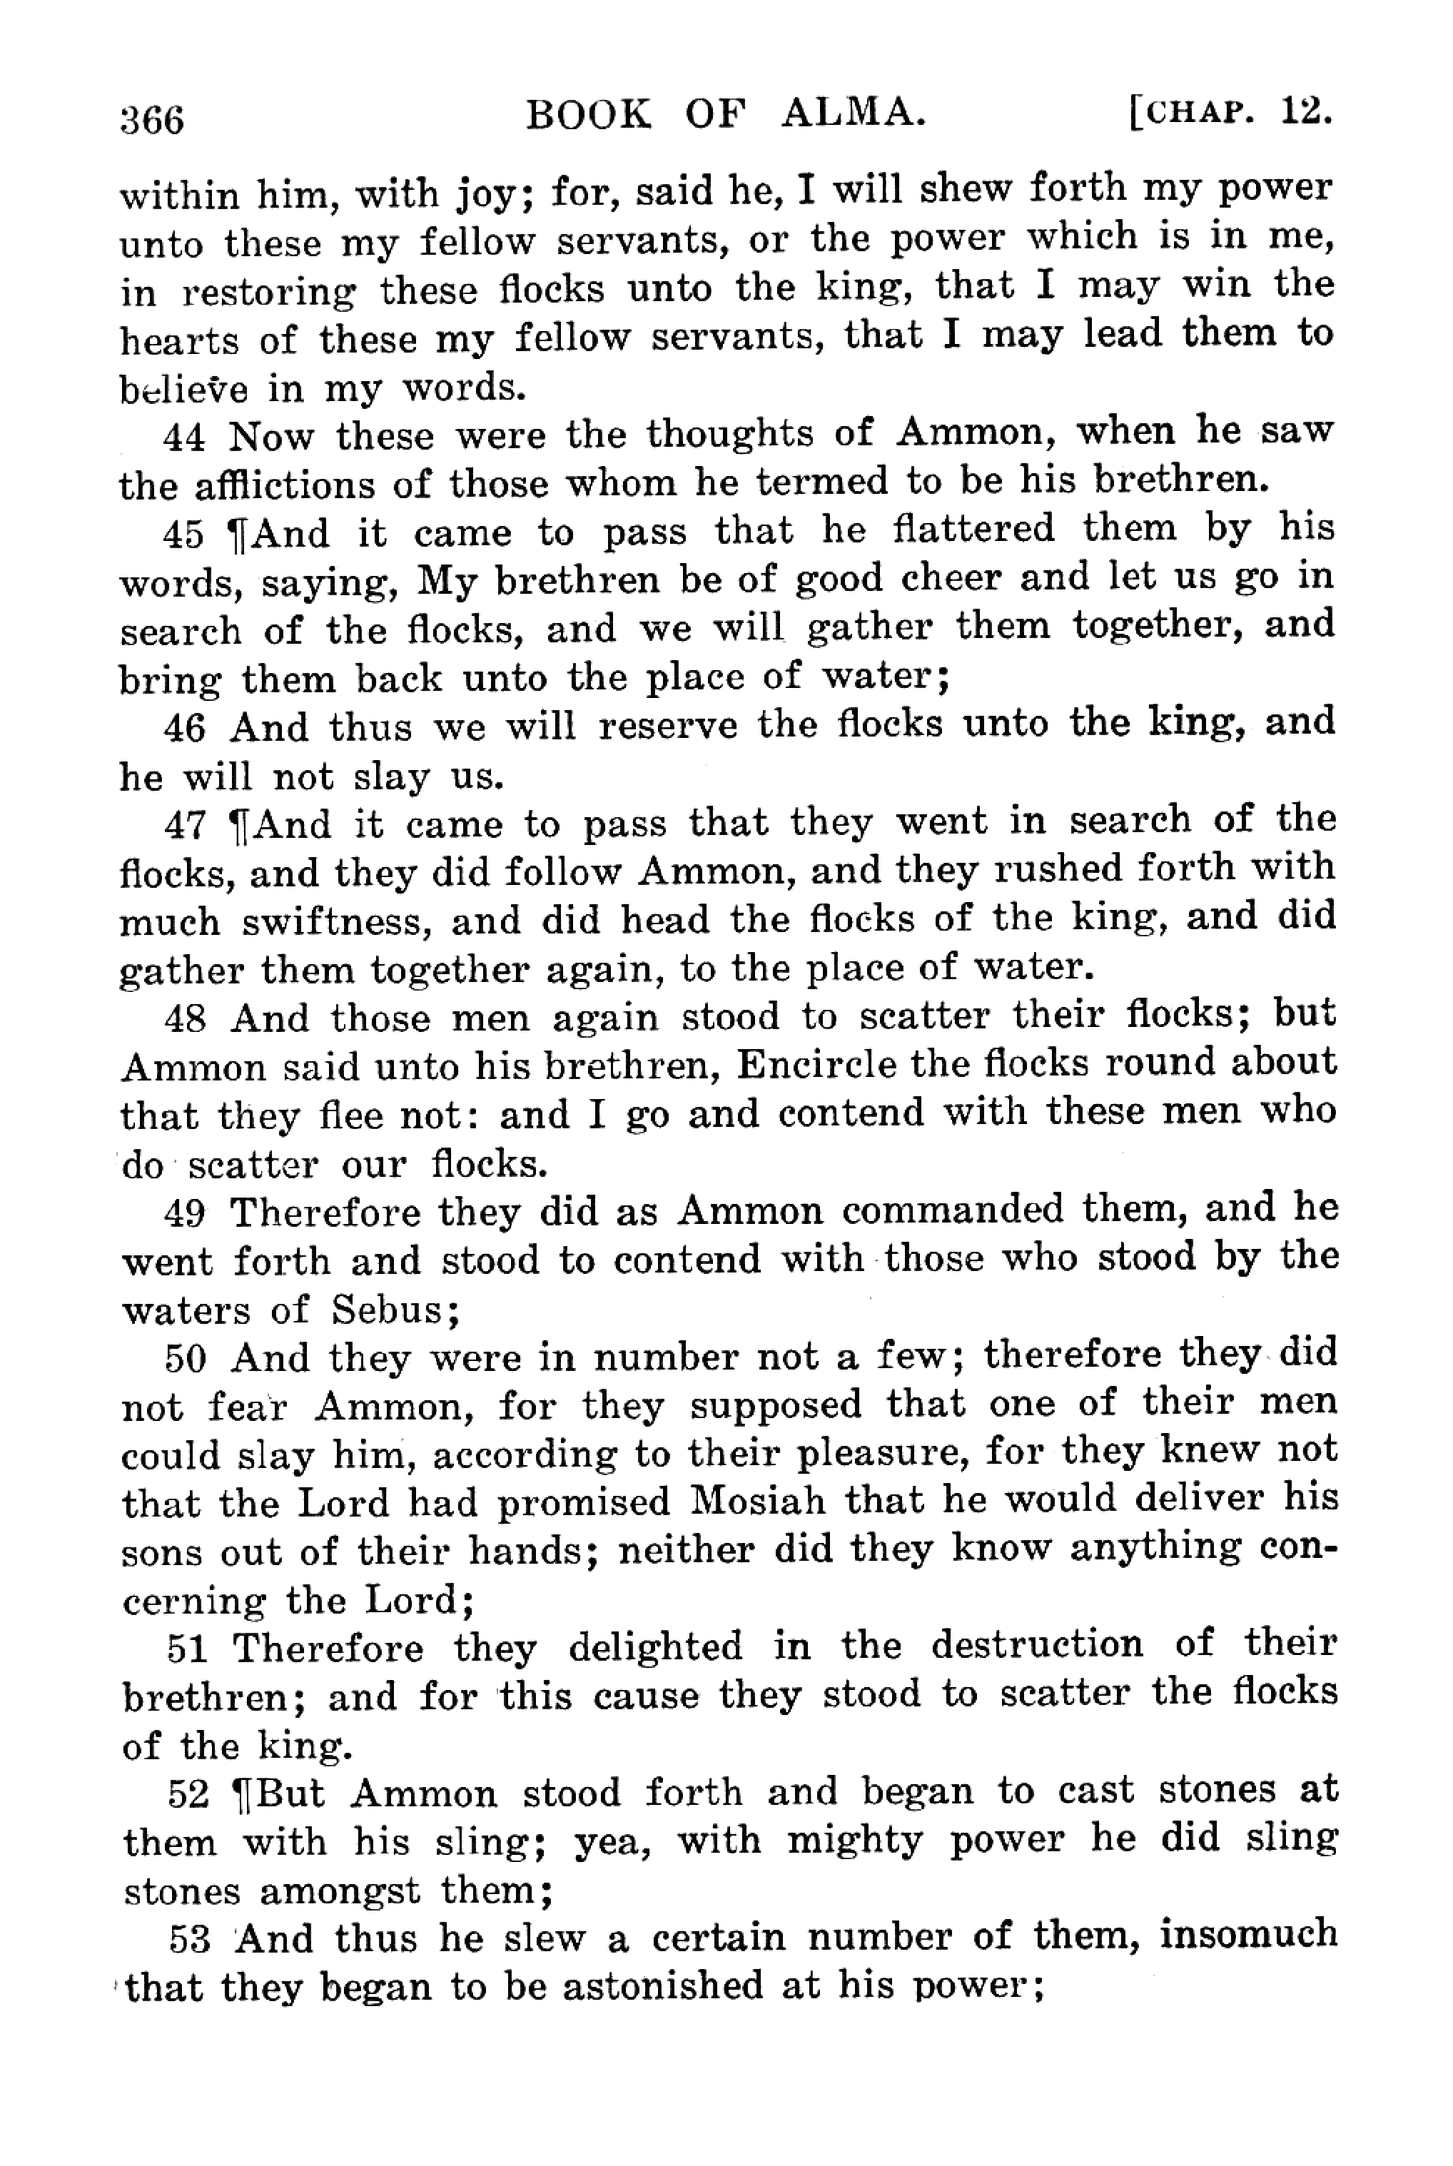 366 BOOK OF ALMA. [CHAP. 12.
within him, with joy; for, said he, I will shew forth my power
unto these my fellow servants, or the power which is in me,
in restoring these flocks unto the king, that I may win the
hearts of these my fellow servants, that I may lead them to
believe in my words.
44 Now these were the thoughts of Ammon, when he saw
the afflictions of those whom he termed to be his brethren.
45 ¶And it came to pass that he flattered them by his
words, saying, My brethren be of good cheer and let us go in
search of the flocks, and we will gather them together, and
bring them back unto the place of water;
46 And thus we will reserve the flocks unto the king, and
he will not slay us.
47 ¶And it came to pass that they went in search of the
flocks, and they did follow Ammon, and they rushed forth with
much swiftness, and did head the flocks of the king, and did
gather them together again, to the place of water.
48 And those men again stood to scatter their flocks; but
Ammon said unto his brethren, Encircle the flocks round about
that they flee not: and I go and contend with these men who
do scatter our flocks.
49 Therefore they did as Ammon commanded them, and he
went forth and stood to contend with those who stood by the
waters of Sebus;
50 And they were in number not a few; therefore they did
not fear Ammon, for they supposed that one of their men
could slay him, according to their pleasure, for they knew not
that the Lord had promised Mosiah that he would deliver his
sons out of their hands; neither did they know anything con-
cerning the Lord;
51 Therefore they delighted in the destruction of their
brethren; and for this cause they stood to scatter the flocks
of the king.
52 ¶But Ammon stood forth and began to cast stones at
them with his sling; yea, with mighty power he did sling
stones amongst them;
53 And thus he slew a certain number of them, insomuch
that they began to be astonished at his power;